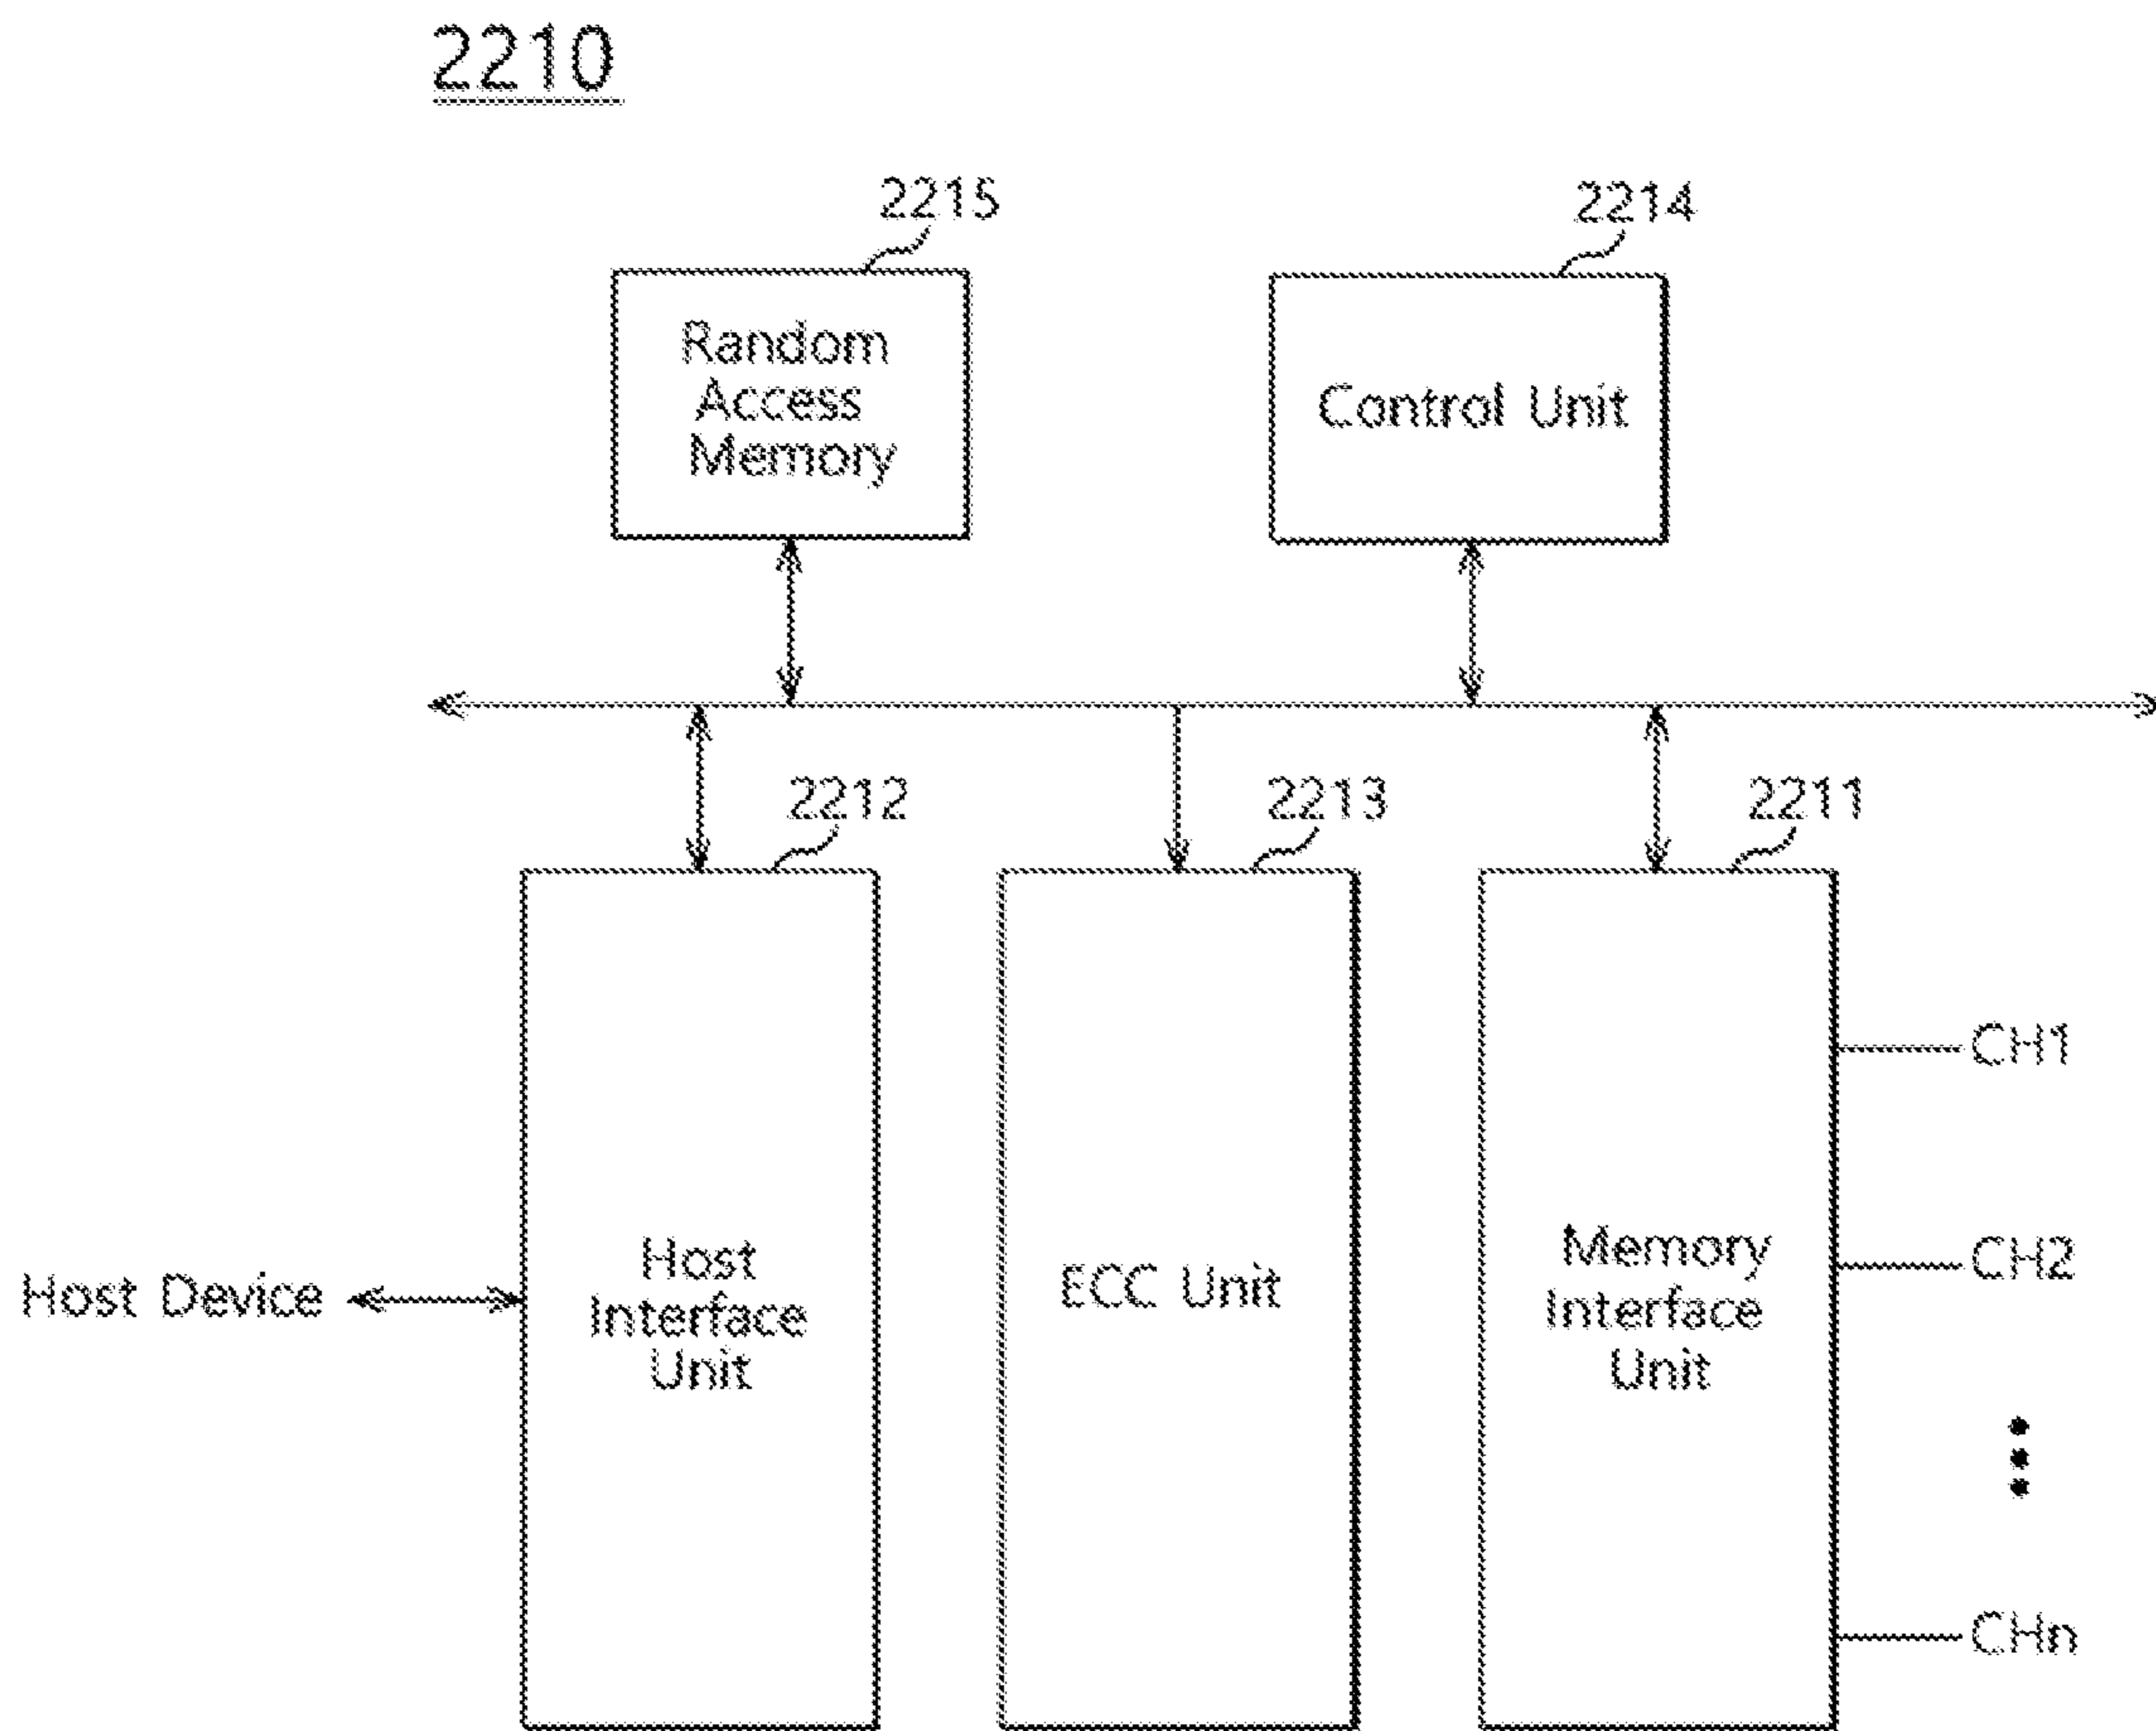 2210
2215
2214
Random
Access
Memory
Control Unit
2212
2213
2211
CH1
Host
Interface
Unit
ECC Unit
Memory
Interface
Unit
CH2
Host Device
CHn